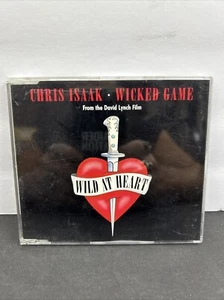 CHRIS ISAAK · WICKED GAME
From the David Lynch Film
WILD AT HEART